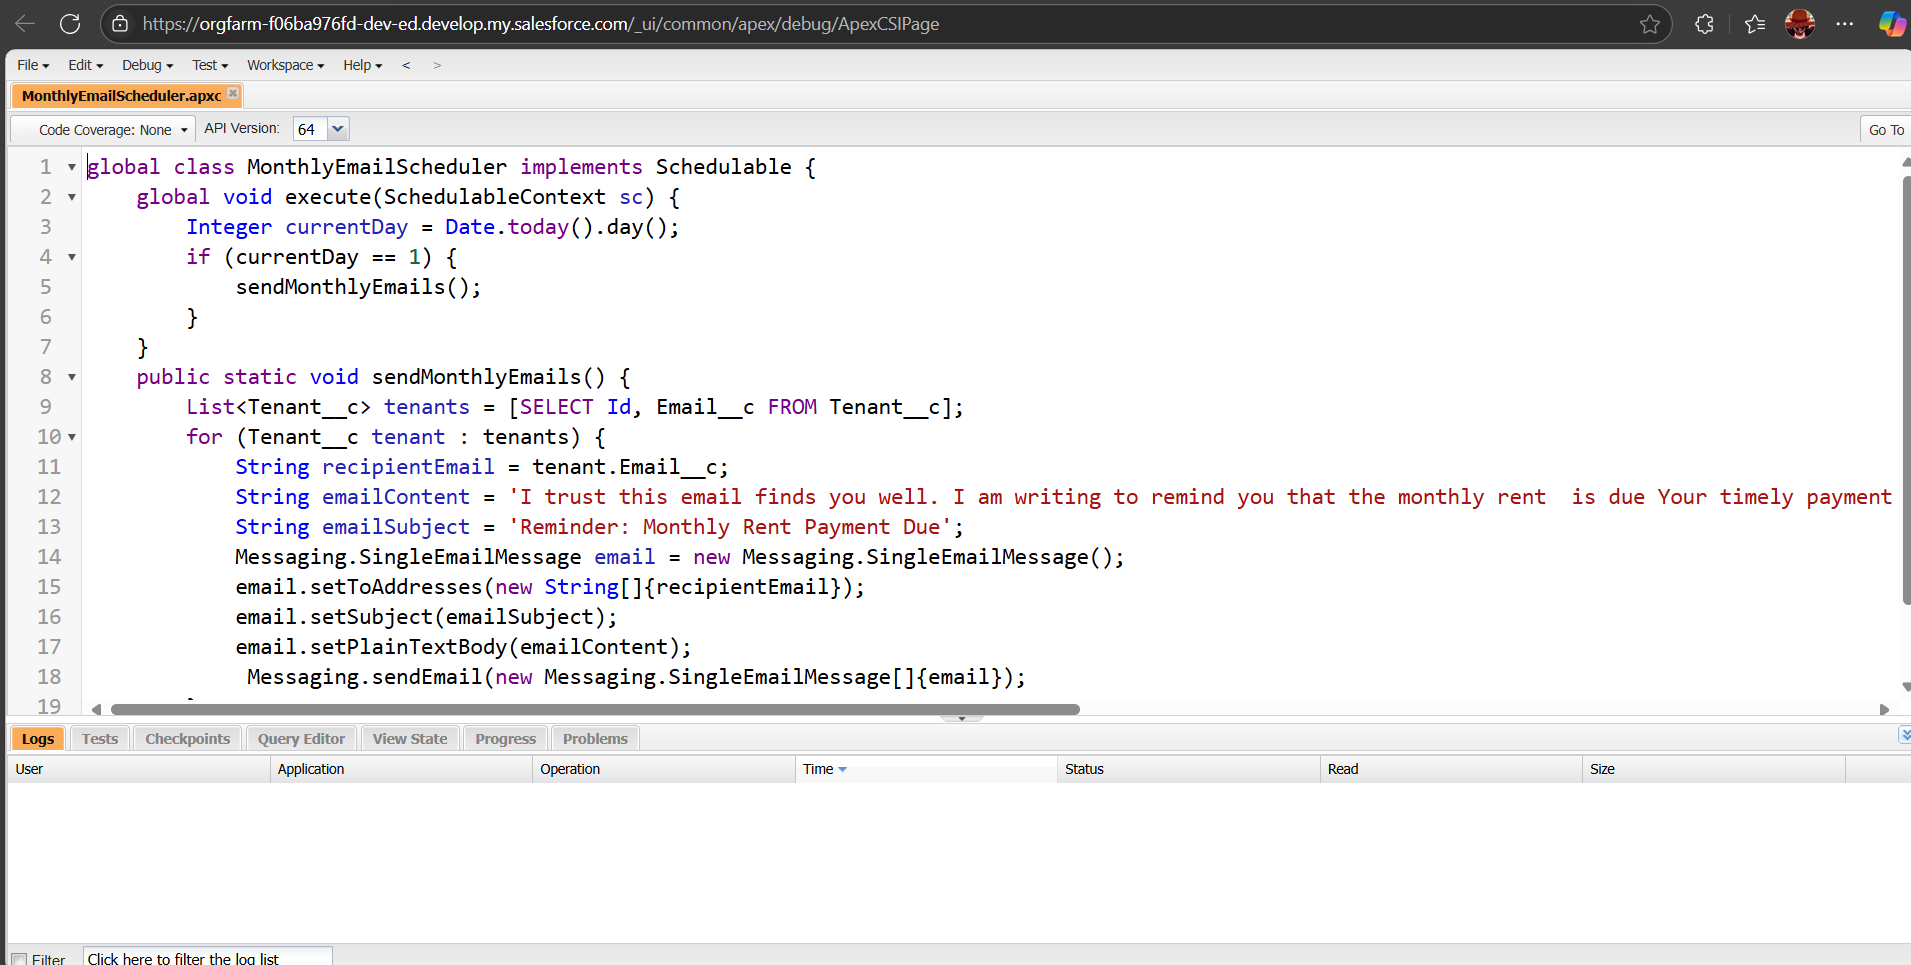 https://orgfarm-f06ba976fd-dev-ed.develop.my.salesforce.com/_ui/common/apex/debug/ApexCSIPage
File Edit Debug Test Workspace Help < >
MonthlyEmailScheduler.apxc
Code Coverage: None API Version: 64 Go To
1 global class MonthlyEmailScheduler implements Schedulable {
2 global void execute(SchedulableContext sc) {
3 Integer currentDay = Date.today().day();
4 if (currentDay == 1) {
5 sendMonthlyEmails();
6 }
7 }
8 public static void sendMonthlyEmails() {
9 List<Tenant__c> tenants = [SELECT Id, Email__c FROM Tenant__c];
10 for (Tenant__c tenant : tenants) {
11 String recipientEmail = tenant.Email__c;
12 String emailContent = 'I trust this email finds you well. I am writing to remind you that the monthly rent  is due Your timely payment
13 String emailSubject = 'Reminder: Monthly Rent Payment Due';
14 Messaging.SingleEmailMessage email = new Messaging.SingleEmailMessage();
15 email.setToAddresses(new String[]{recipientEmail});
16 email.setSubject(emailSubject);
17 email.setPlainTextBody(emailContent);
18 Messaging.sendEmail(new Messaging.SingleEmailMessage[]{email});
19
Logs Tests Checkpoints Query Editor View State Progress Problems
User Application Operation Time Status Read Size
Filter Click here to filter the log list